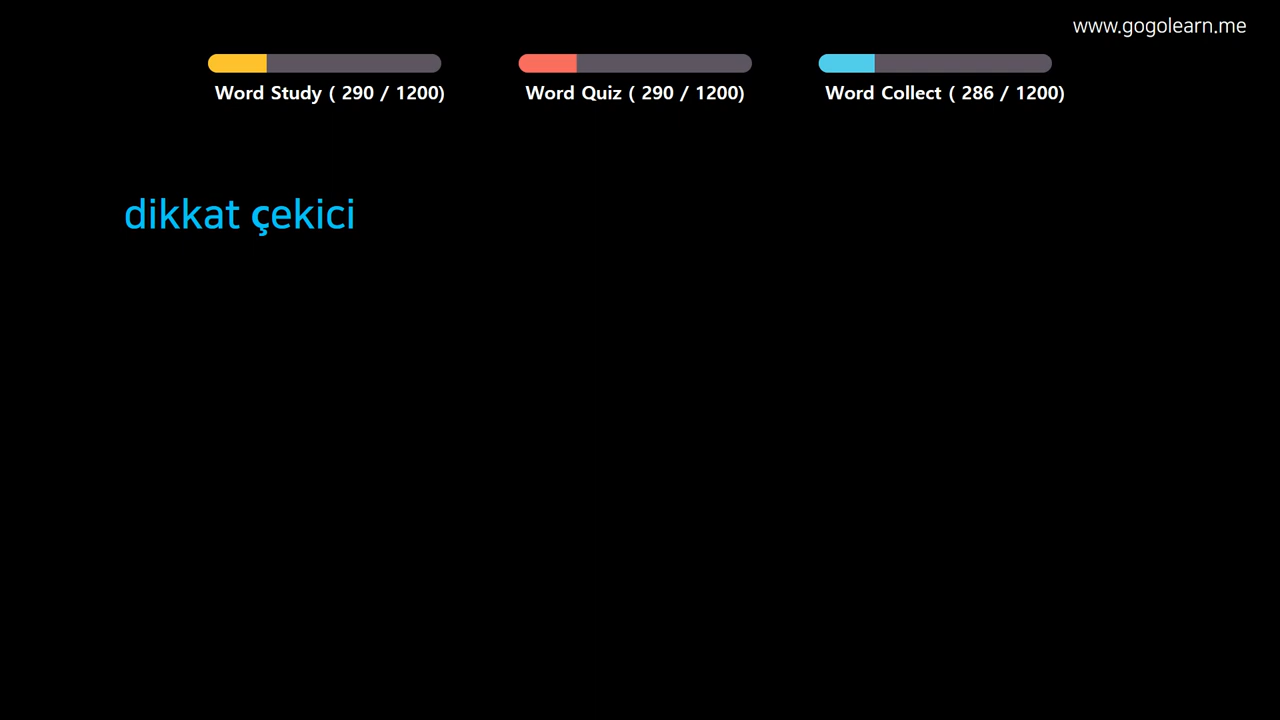 www.gogolearn.me
Word Study ( 290 / 1200)
Word Quiz ( 290 / 1200)
Word Collect ( 286 / 1200)
dikkat çekici